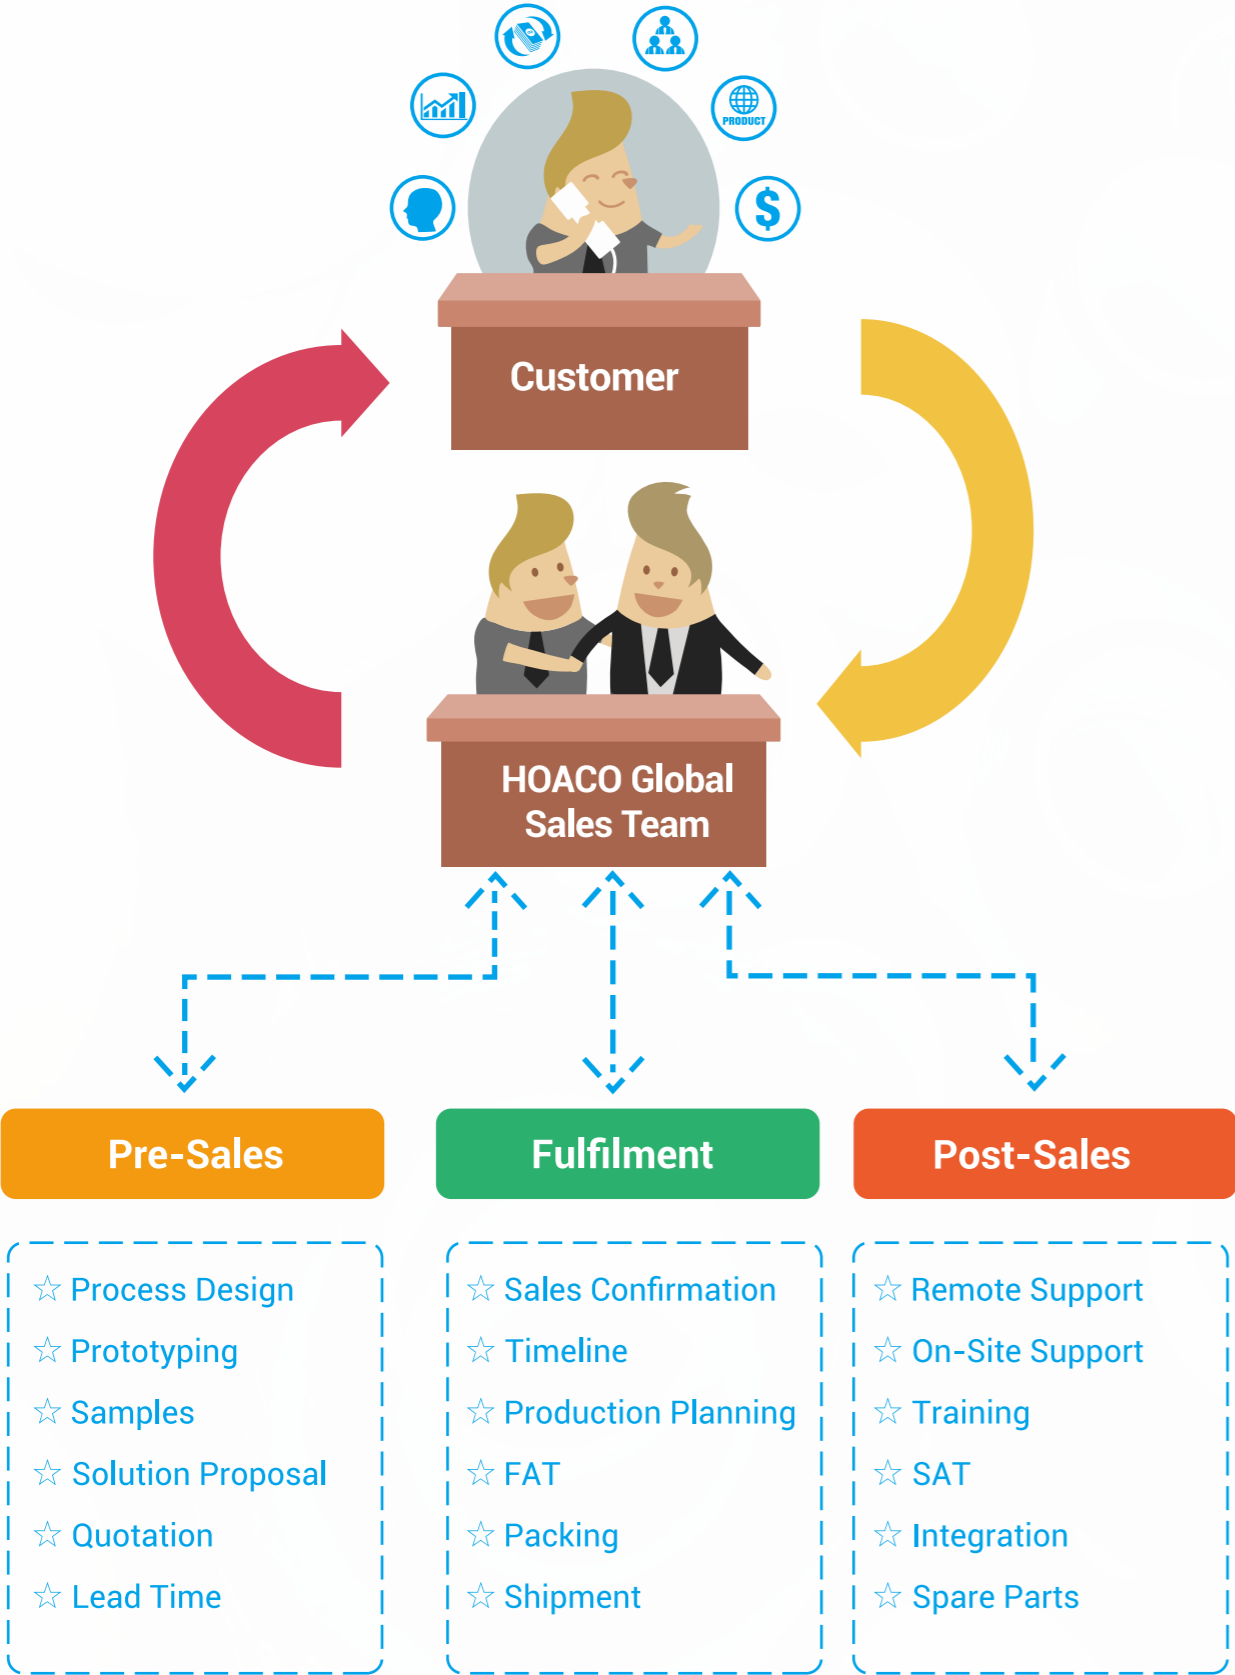 PRODUCT
$
Customer
HOACO Global
Sales Team
Pre-Sales
Fulfilment
Post-Sales
☆ Process Design
☆ Prototyping
☆ Samples
☆ Solution Proposal
☆ Quotation
☆ Lead Time
☆ Sales Confirmation
☆ Timeline
☆ Production Planning
☆ FAT
☆ Packing
☆ Shipment
☆ Remote Support
☆ On-Site Support
☆ Training
☆ SAT
☆ Integration
☆ Spare Parts